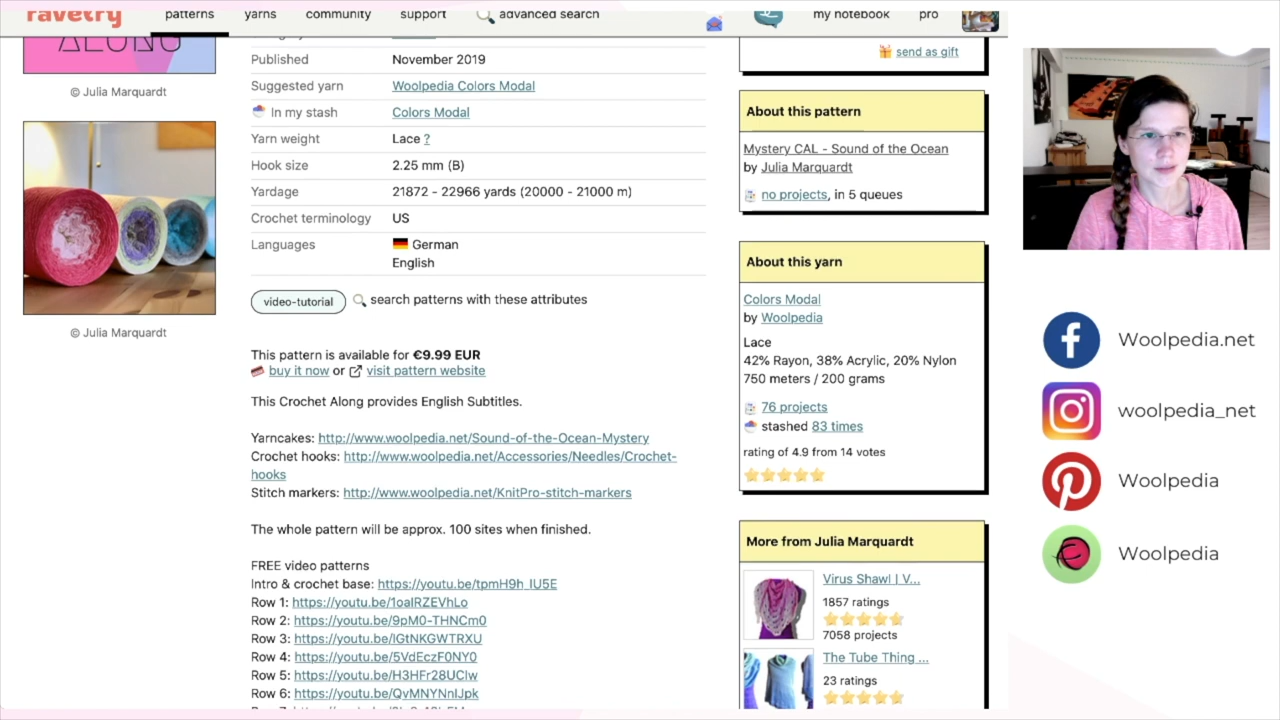 ravelry
patterns
yarns
community
support
advanced search
my notebook
pro
ALONG
© Julia Marquardt
© Julia Marquardt
Published November 2019
Suggested yarn Woolpedia Colors Modal
In my stash Colors Modal
Yarn weight Lace ?
Hook size 2.25 mm (B)
Yardage 21872 - 22966 yards (20000 - 21000 m)
Crochet terminology US
Languages German
English
video-tutorial search patterns with these attributes
This pattern is available for €9.99 EUR
buy it now or visit pattern website
This Crochet Along provides English Subtitles.
Yarncakes: http://www.woolpedia.net/Sound-of-the-Ocean-Mystery
Crochet hooks: http://www.woolpedia.net/Accessories/Needles/Crochet-
hooks
Stitch markers: http://www.woolpedia.net/KnitPro-stitch-markers
The whole pattern will be approx. 100 sites when finished.
FREE video patterns
Intro & crochet base: https://youtu.be/tpmH9h_IU5E
Row 1: https://youtu.be/1oalRZEVhLo
Row 2: https://youtu.be/9pM0-THNCm0
Row 3: https://youtu.be/lGtNKGWTRXU
Row 4: https://youtu.be/5VdEczF0NY0
Row 5: https://youtu.be/H3HFr28UClw
Row 6: https://youtu.be/QvMNYNnIJpk
send as gift
About this pattern
Mystery CAL - Sound of the Ocean
by Julia Marquardt
no projects, in 5 queues
About this yarn
Colors Modal
by Woolpedia
Lace
42% Rayon, 38% Acrylic, 20% Nylon
750 meters / 200 grams
76 projects
stashed 83 times
rating of 4.9 from 14 votes
More from Julia Marquardt
Virus Shawl | V...
1857 ratings
7058 projects
The Tube Thing ...
23 ratings
Woolpedia.net
woolpedia_net
Woolpedia
Woolpedia